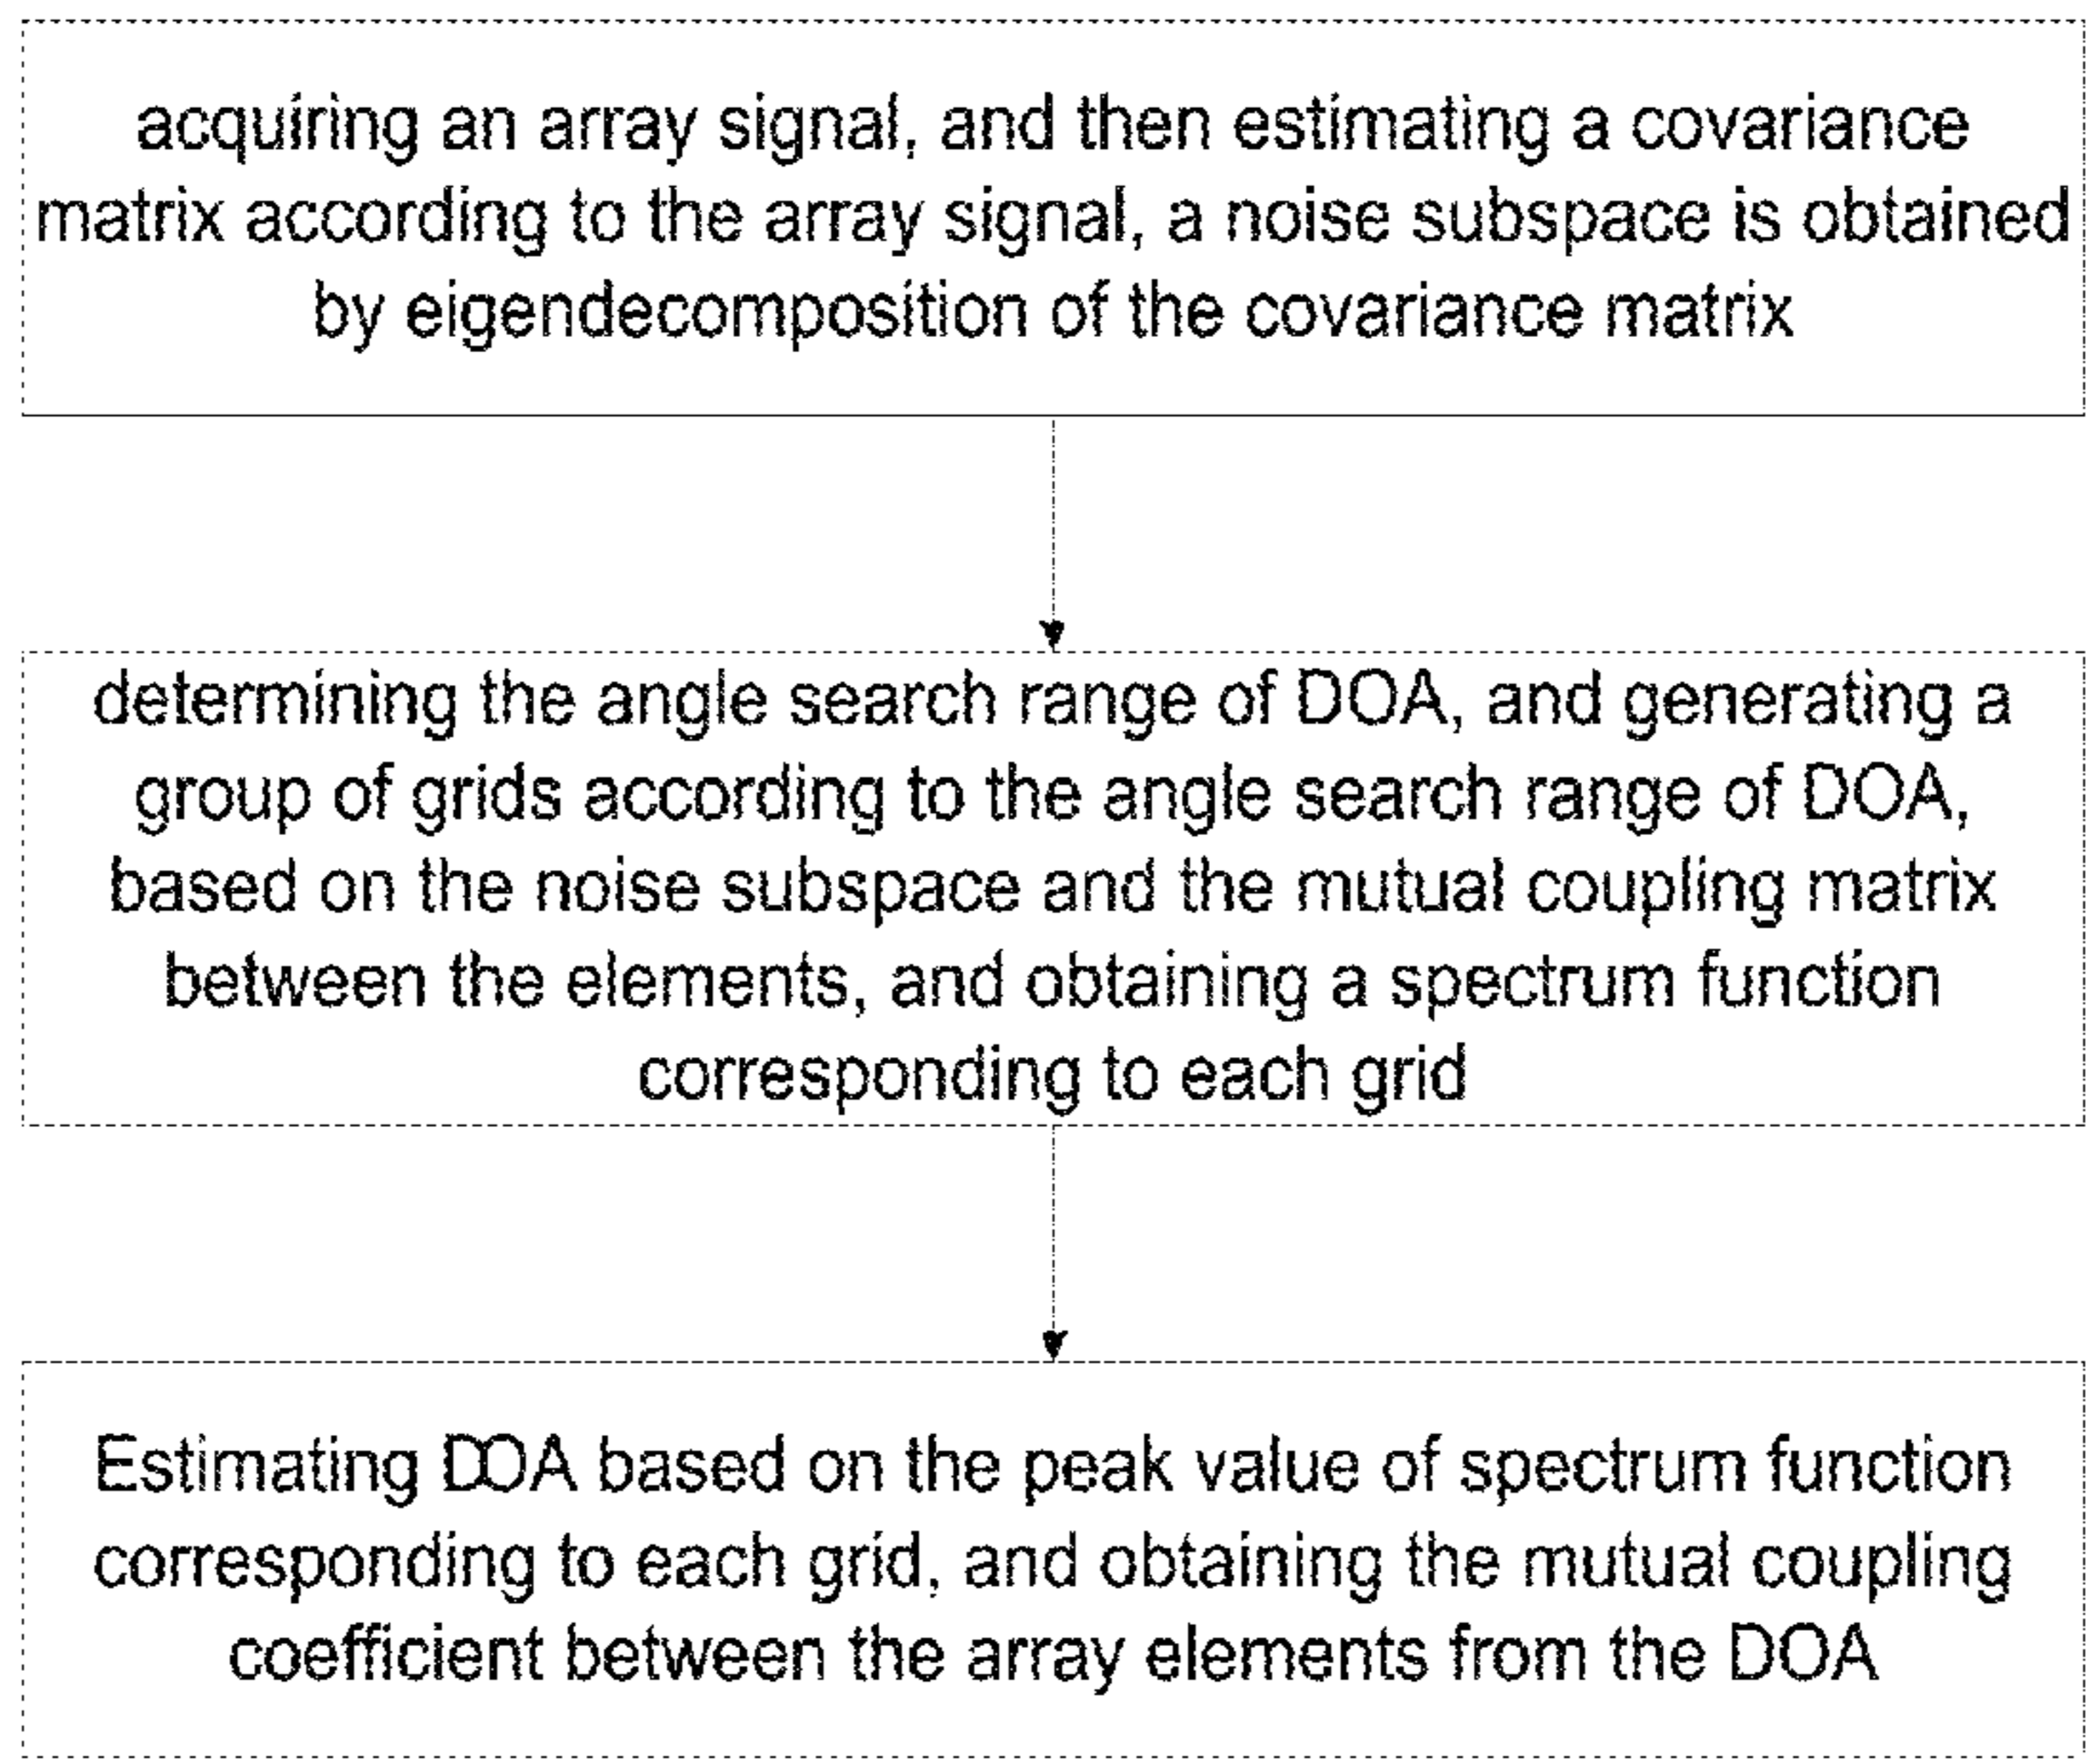 acquiring an array signal, and then estimating a covariance
matrix according to the array signal, a noise subspace is obtained
by eigendecomposition of the covariance matrix
determining the angle search range of DOA, and generating a
group of grids according to the angle search range of DOA,
based on the noise subspace and the mutual coupling matrix
between the elements, and obtaining a spectrum function
corresponding to each grid
Estimating DOA based on the peak value of spectrum function
corresponding to each grid, and obtaining the mutual coupling
coefficient between the array elements from the DOA